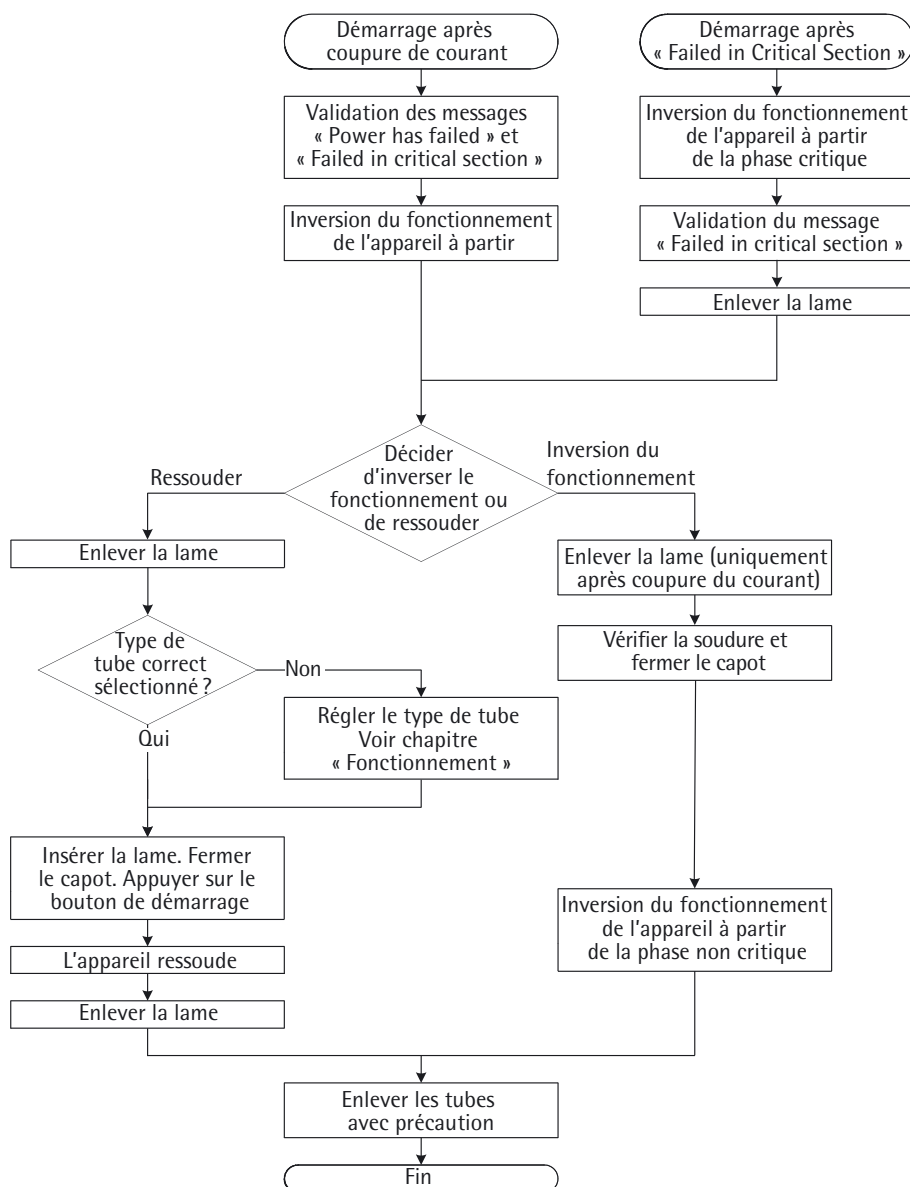 Démarrage après
coupure de courant
Démarrage après
« Failed in Critical Section »
Validation des messages
« Power has failed » et
« Failed in critical section »
Inversion du fonctionnement
de l'appareil à partir
de la phase critique
Inversion du fonctionnement
de l'appareil à partir
Validation du message
« Failed in critical section »
Enlever la lame
Décider
d'inverser le
fonctionnement ou
de ressouder
Ressouder
Inversion du
fonctionnement
Enlever la lame
Enlever la lame (uniquement
après coupure du courant)
Type de
tube correct
sélectionné ?
Non
Qui
Vérifier la soudure et
fermer le capot
Régler le type de tube
Voir chapitre
« Fonctionnement »
Insérer la lame. Fermer
le capot. Appuyer sur le
bouton de démarrage
Inversion du fonctionnement
de l'appareil à partir
de la phase non critique
L'appareil ressoude
Enlever la lame
Enlever les tubes
avec précaution
Fin